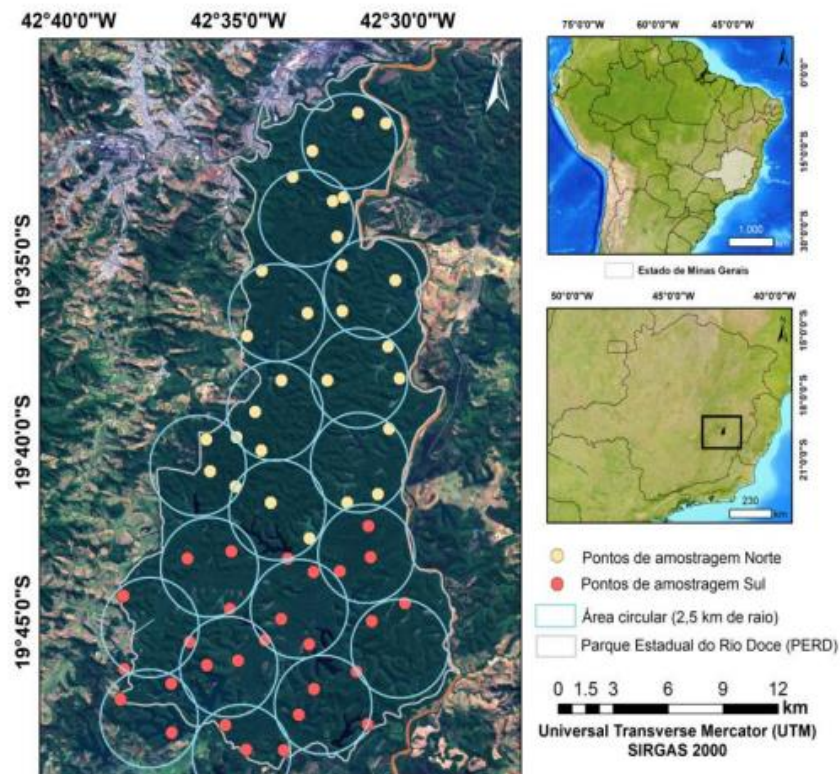 42°40'0"W 42°35'0"W 42°30'0"W
19°35'0"S
19°40'0"S
19°45'0"S
N
75°0'0"W 60°0'0"W 45°0'0"W
0°0'0"
15°0'0"S
30°0'0"S
1.000
km
Estado de Minas Gerais
50°0'0"W 45°0'0"W 40°0'0"W
15°0'0"S
18°0'0"S
21°0'0"S
230
km
Pontos de amostragem Norte
Pontos de amostragem Sul
Área circular (2,5 km de raio)
Parque Estadual do Rio Doce (PERD)
0 1.5 3 6 9 12
km
Universal Transverse Mercator (UTM)
SIRGAS 2000